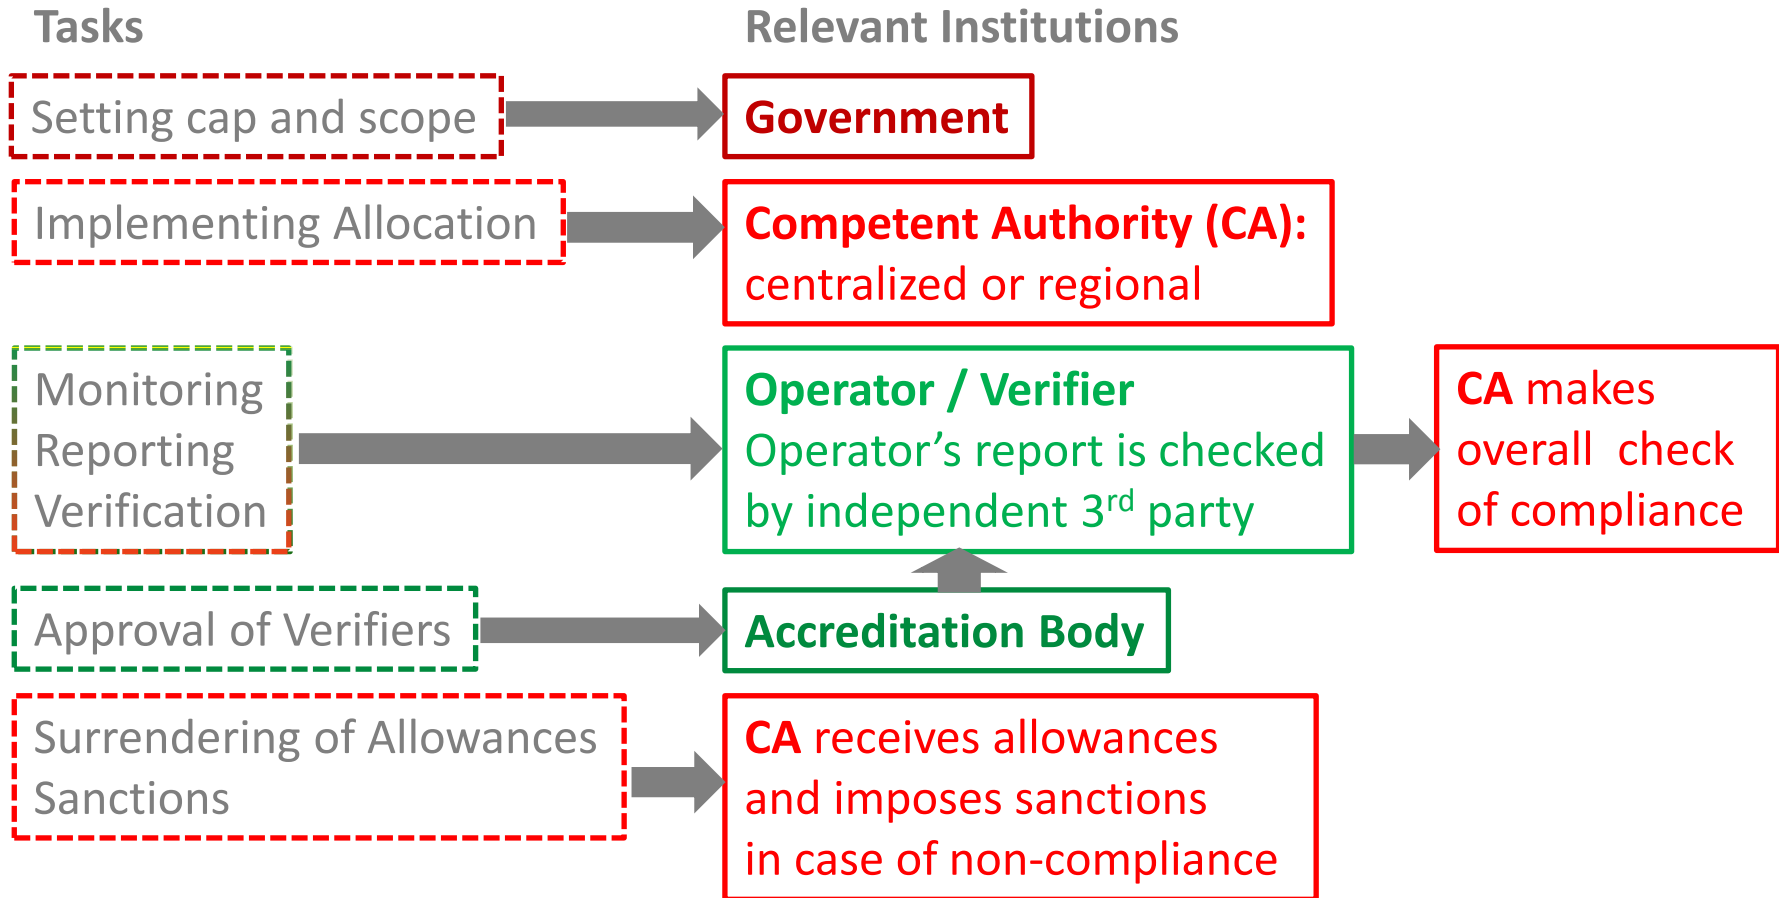 Tasks
Relevant Institutions
Setting cap and scope
Government
Implementing Allocation
Competent Authority (CA):
centralized or regional
Monitoring
Reporting
Verification
Operator / Verifier
Operator’s report is checked
by independent 3rd party
CA makes
overall check
of compliance
Approval of Verifiers
Accreditation Body
Surrendering of Allowances
Sanctions
CA receives allowances
and imposes sanctions
in case of non-compliance